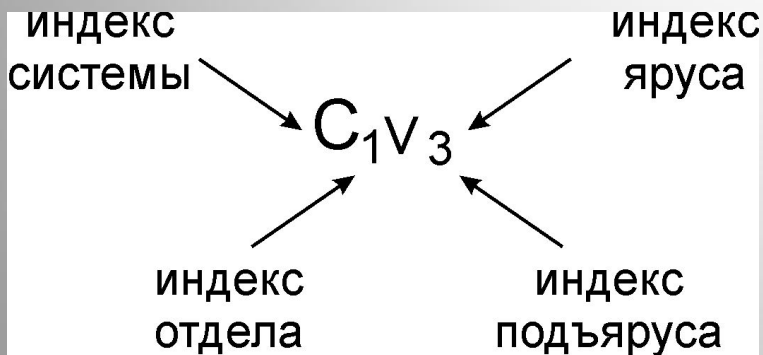 индекс
системы
индекс
яруса
C₁v₃
индекс
отдела
индекс
подъяруса